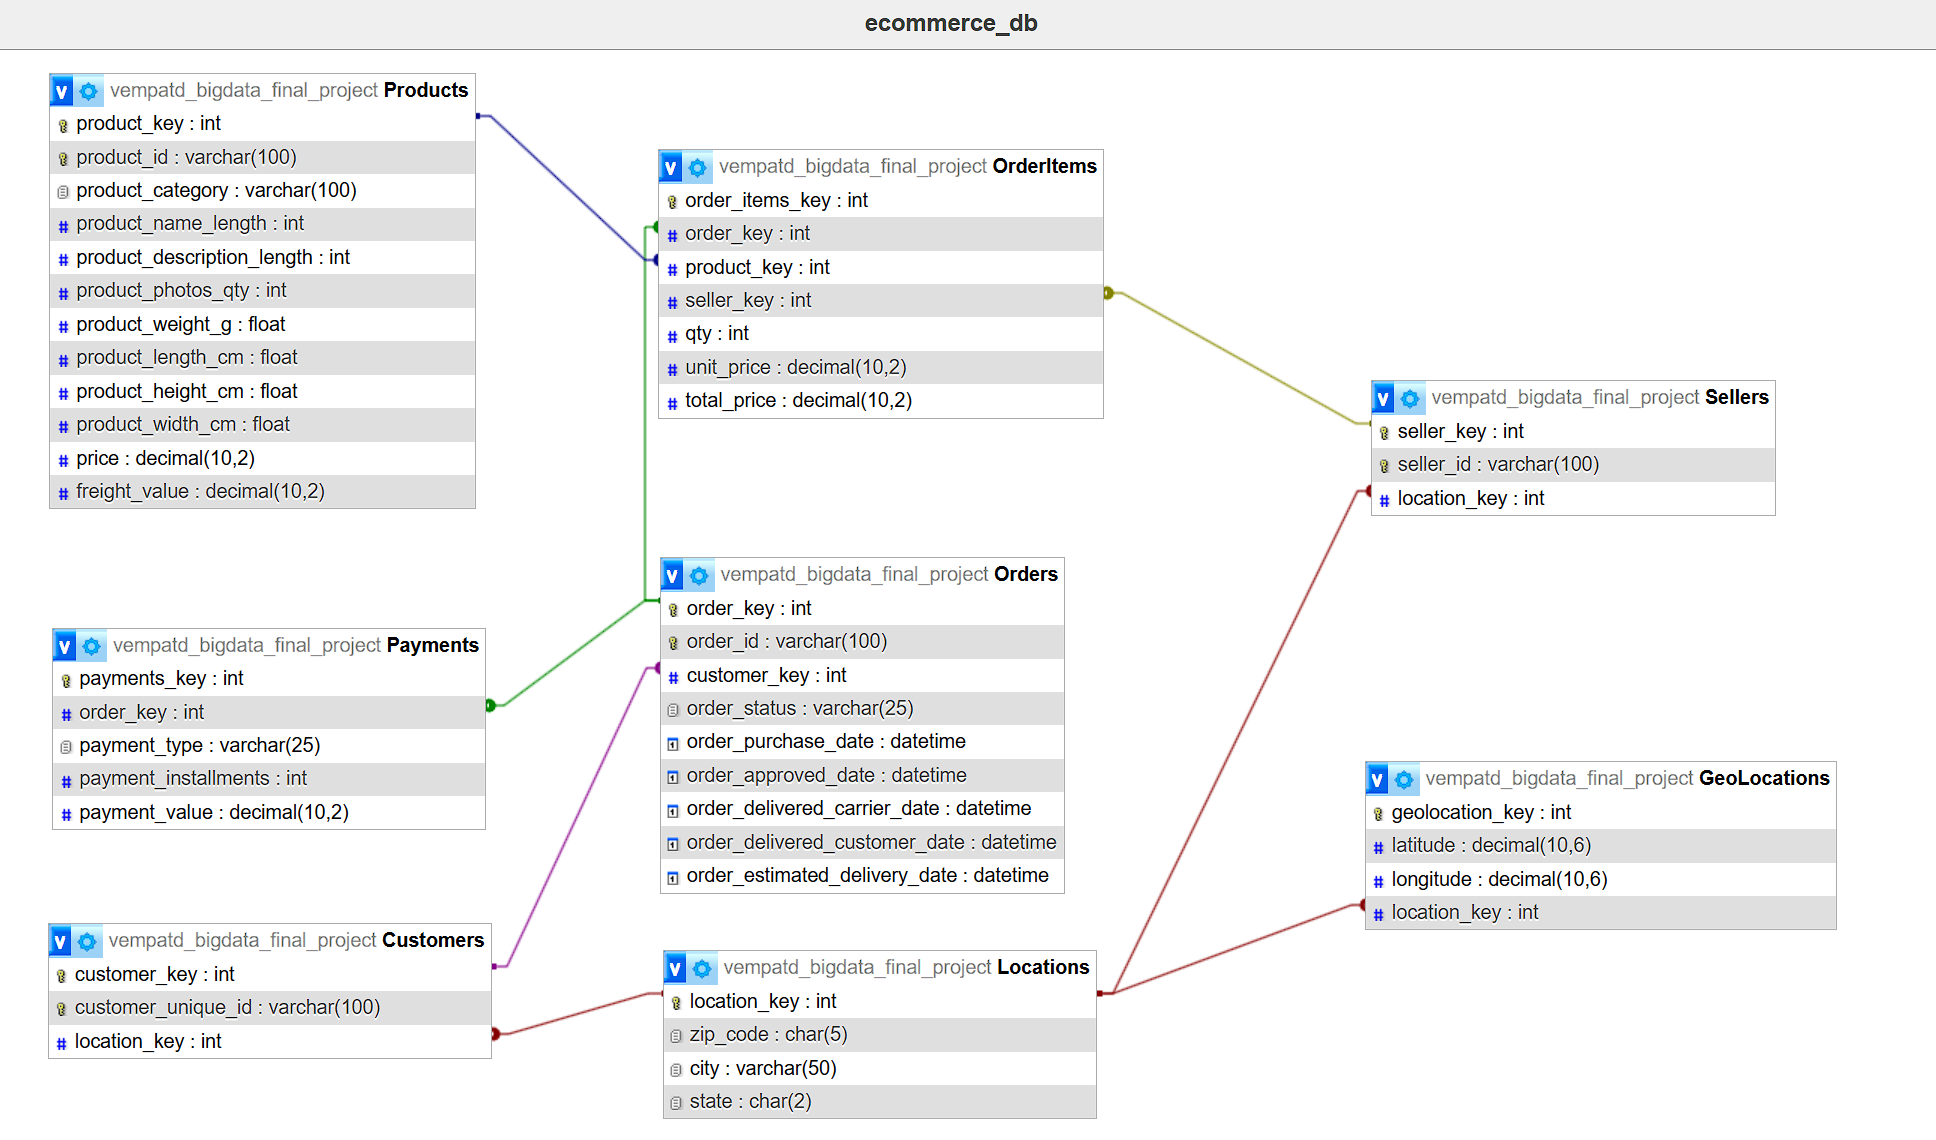 ecommerce_db
v vempatd_bigdata_final_project Products
product_key : int
product_id : varchar(100)
product_category : varchar(100)
# product_name_length : int
# product_description_length : int
# product_photos_qty : int
# product_weight_g : float
# product_length_cm : float
# product_height_cm : float
# product_width_cm : float
# price : decimal(10,2)
# freight_value : decimal(10,2)
v vempatd_bigdata_final_project OrderItems
order_items_key : int
# order_key : int
# product_key : int
# seller_key : int
# qty : int
# unit_price : decimal(10,2)
# total_price : decimal(10,2)
v vempatd_bigdata_final_project Sellers
seller_key : int
seller_id : varchar(100)
# location_key : int
v vempatd_bigdata_final_project Orders
order_key : int
order_id : varchar(100)
# customer_key : int
order_status : varchar(25)
1 order_purchase_date : datetime
1 order_approved_date : datetime
1 order_delivered_carrier_date : datetime
1 order_delivered_customer_date : datetime
1 order_estimated_delivery_date : datetime
v vempatd_bigdata_final_project Payments
payments_key : int
# order_key : int
payment_type : varchar(25)
# payment_installments : int
# payment_value : decimal(10,2)
v vempatd_bigdata_final_project GeoLocations
geolocation_key : int
# latitude : decimal(10,6)
# longitude : decimal(10,6)
# location_key : int
v vempatd_bigdata_final_project Customers
customer_key : int
customer_unique_id : varchar(100)
# location_key : int
v vempatd_bigdata_final_project Locations
location_key : int
zip_code : char(5)
city : varchar(50)
state : char(2)